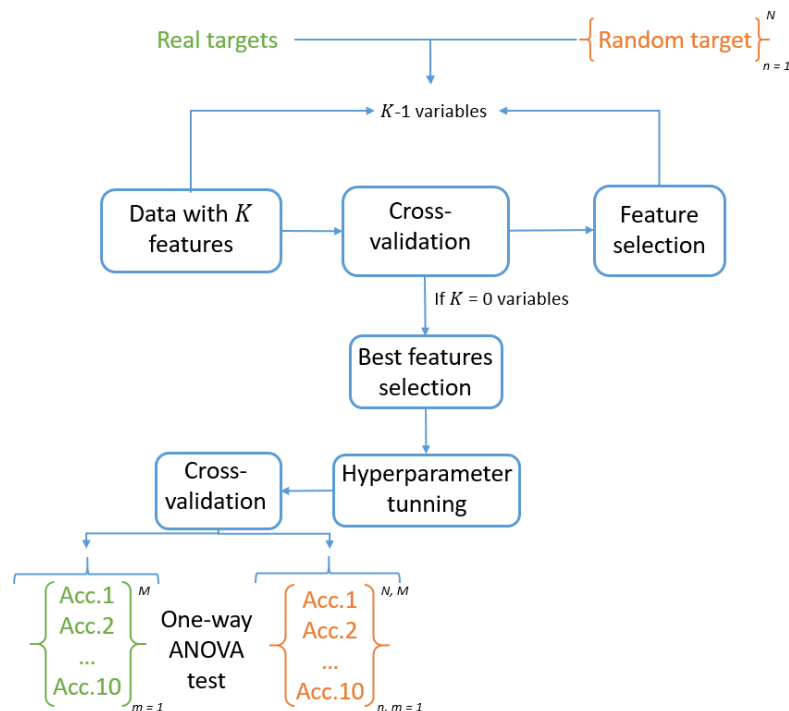 Real targets
{Random target}
N
n = 1
K-1 variables
Data with K
features
Cross-
validation
Feature
selection
If K = 0 variables
Best features
selection
Hyperparameter
tunning
Cross-
validation
Acc.1
Acc.2
...
Acc.10
M
m = 1
One-way
ANOVA
test
Acc.1
Acc.2
...
Acc.10
N, M
n, m = 1